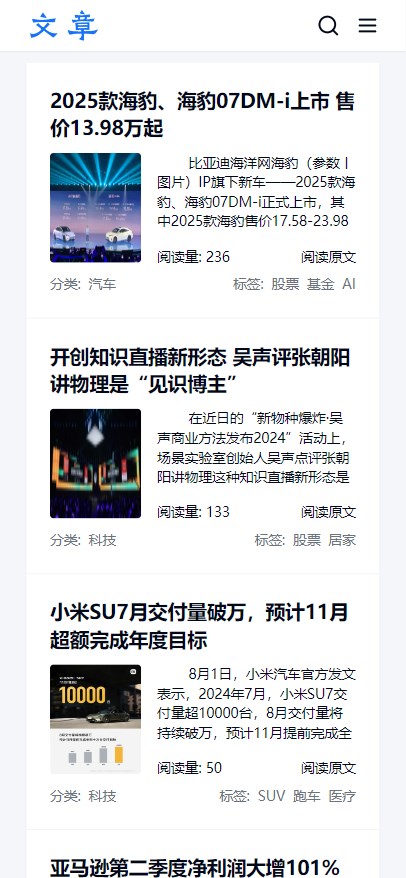 文章
2025款海豹、海豹07DM-i上市 售
价13.98万起
比亚迪海洋网海豹（参数丨
图片）IP旗下新车——2025款海
豹、海豹07DM-i正式上市，其
中2025款海豹售价17.58-23.98
阅读量: 236 阅读原文
分类: 汽车 标签: 股票 基金 AI
开创知识直播新形态 吴声评张朝阳
讲物理是“见识博主”
在近日的“新物种爆炸·吴
声商业方法发布2024”活动上，
场景实验室创始人吴声点评张朝
阳讲物理这种知识直播新形态是
阅读量: 133 阅读原文
分类: 科技 标签: 股票 居家
小米SU7月交付量破万，预计11月
超额完成年度目标
10000
8月1日，小米汽车官方发文
表示，2024年7月，小米SU7交
付量超10000台，8月交付量将
持续破万，预计11月提前完成全
阅读量: 50 阅读原文
分类: 科技 标签: SUV 跑车 医疗
亚马逊第二季度净利润大增101%